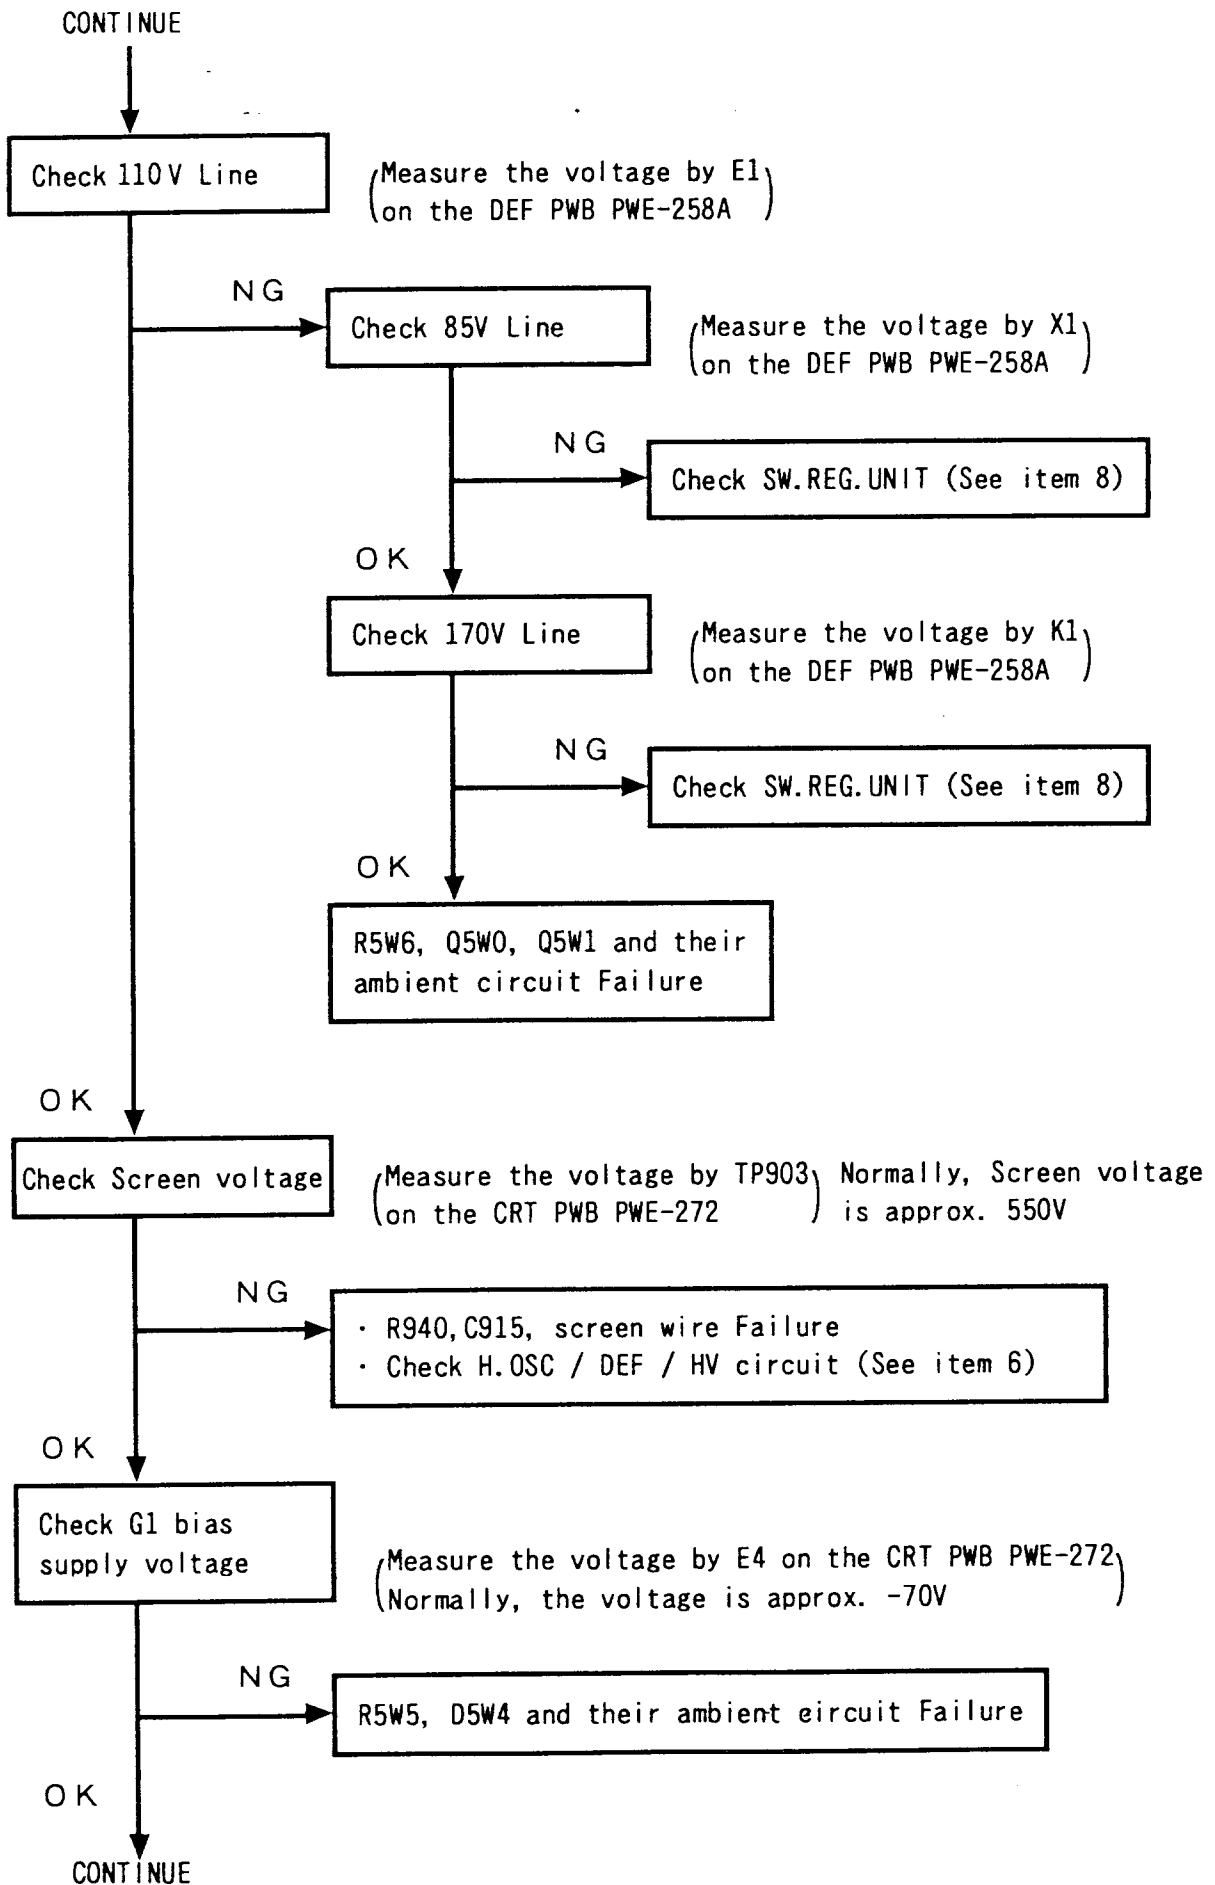 CONTINUE
Check 110V Line
(Measure the voltage by E1
on the DEF PWB PWE-258A)
NG
Check 85V Line
(Measure the voltage by X1
on the DEF PWB PWE-258A)
NG
Check SW.REG.UNIT (See item 8)
OK
Check 170V Line
(Measure the voltage by K1
on the DEF PWB PWE-258A)
NG
Check SW.REG.UNIT (See item 8)
OK
R5W6, Q5W0, Q5W1 and their
ambient circuit Failure
OK
Check Screen voltage
(Measure the voltage by TP903
on the CRT PWB PWE-272)
Normally, Screen voltage
is approx. 550V
NG
· R940,C915, screen wire Failure
· Check H.OSC / DEF / HV circuit (See item 6)
OK
Check G1 bias
supply voltage
(Measure the voltage by E4 on the CRT PWB PWE-272
Normally, the voltage is approx. -70V)
NG
R5W5, D5W4 and their ambient circuit Failure
OK
CONTINUE